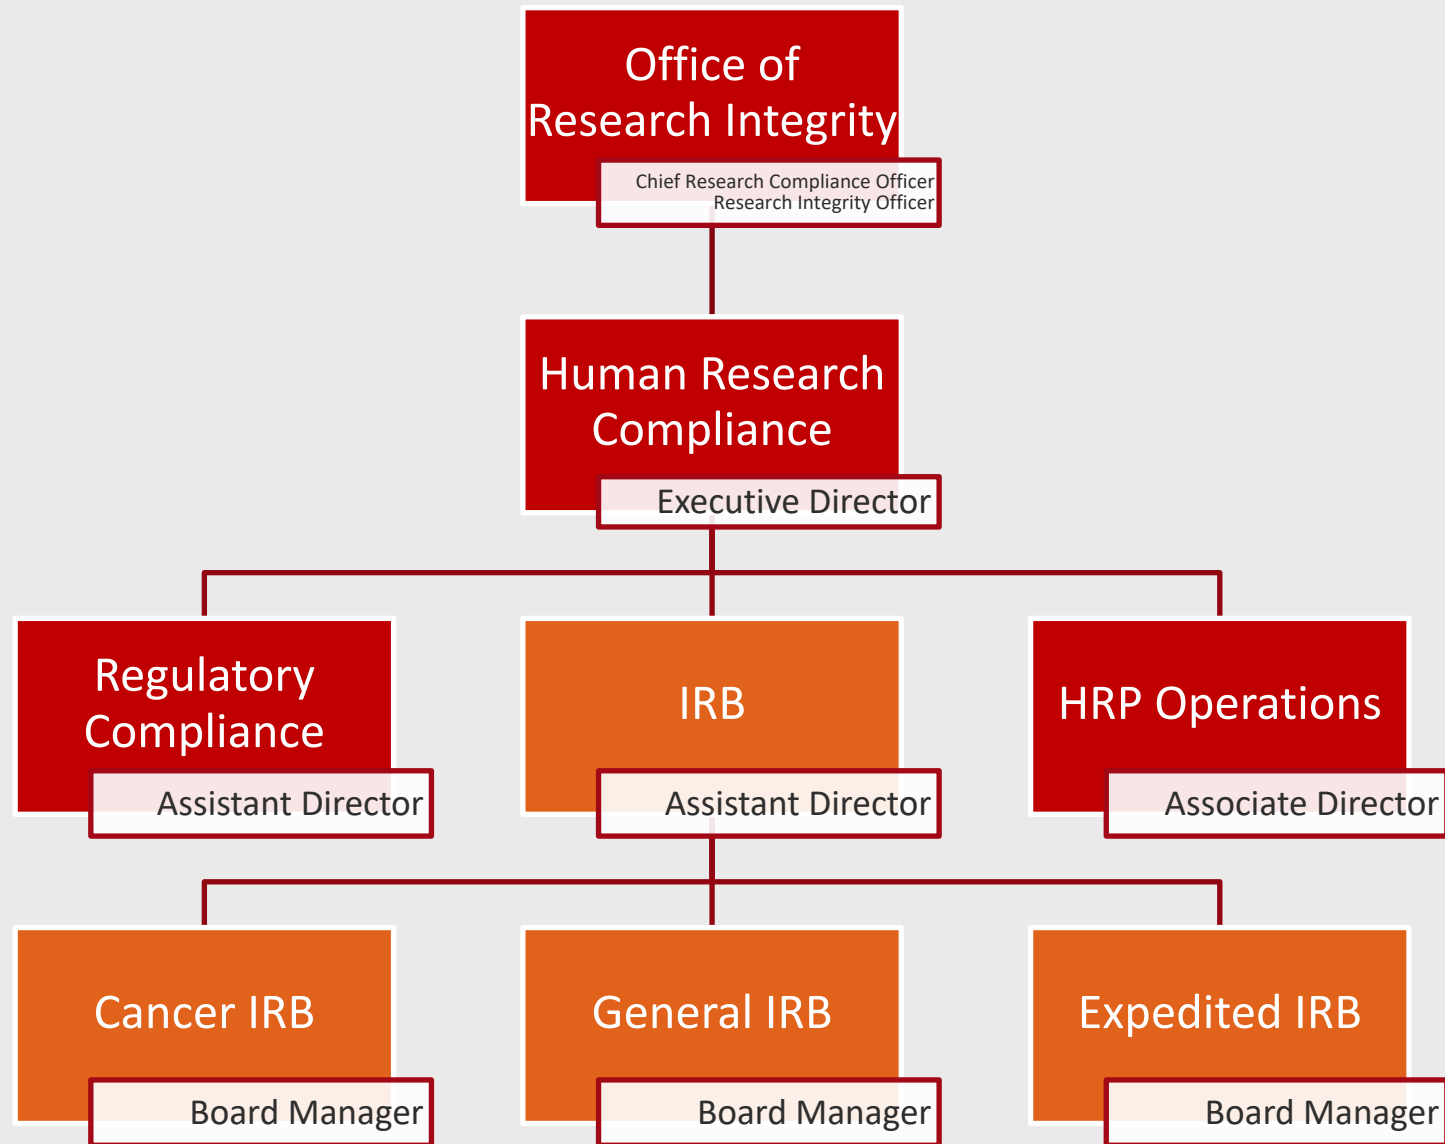 Office of
Research Integrity
Chief Research Compliance Officer
Research Integrity Officer
Human Research
Compliance
Executive Director
Regulatory
Compliance
Assistant Director
IRB
Assistant Director
HRP Operations
Associate Director
Cancer IRB
Board Manager
General IRB
Board Manager
Expedited IRB
Board Manager